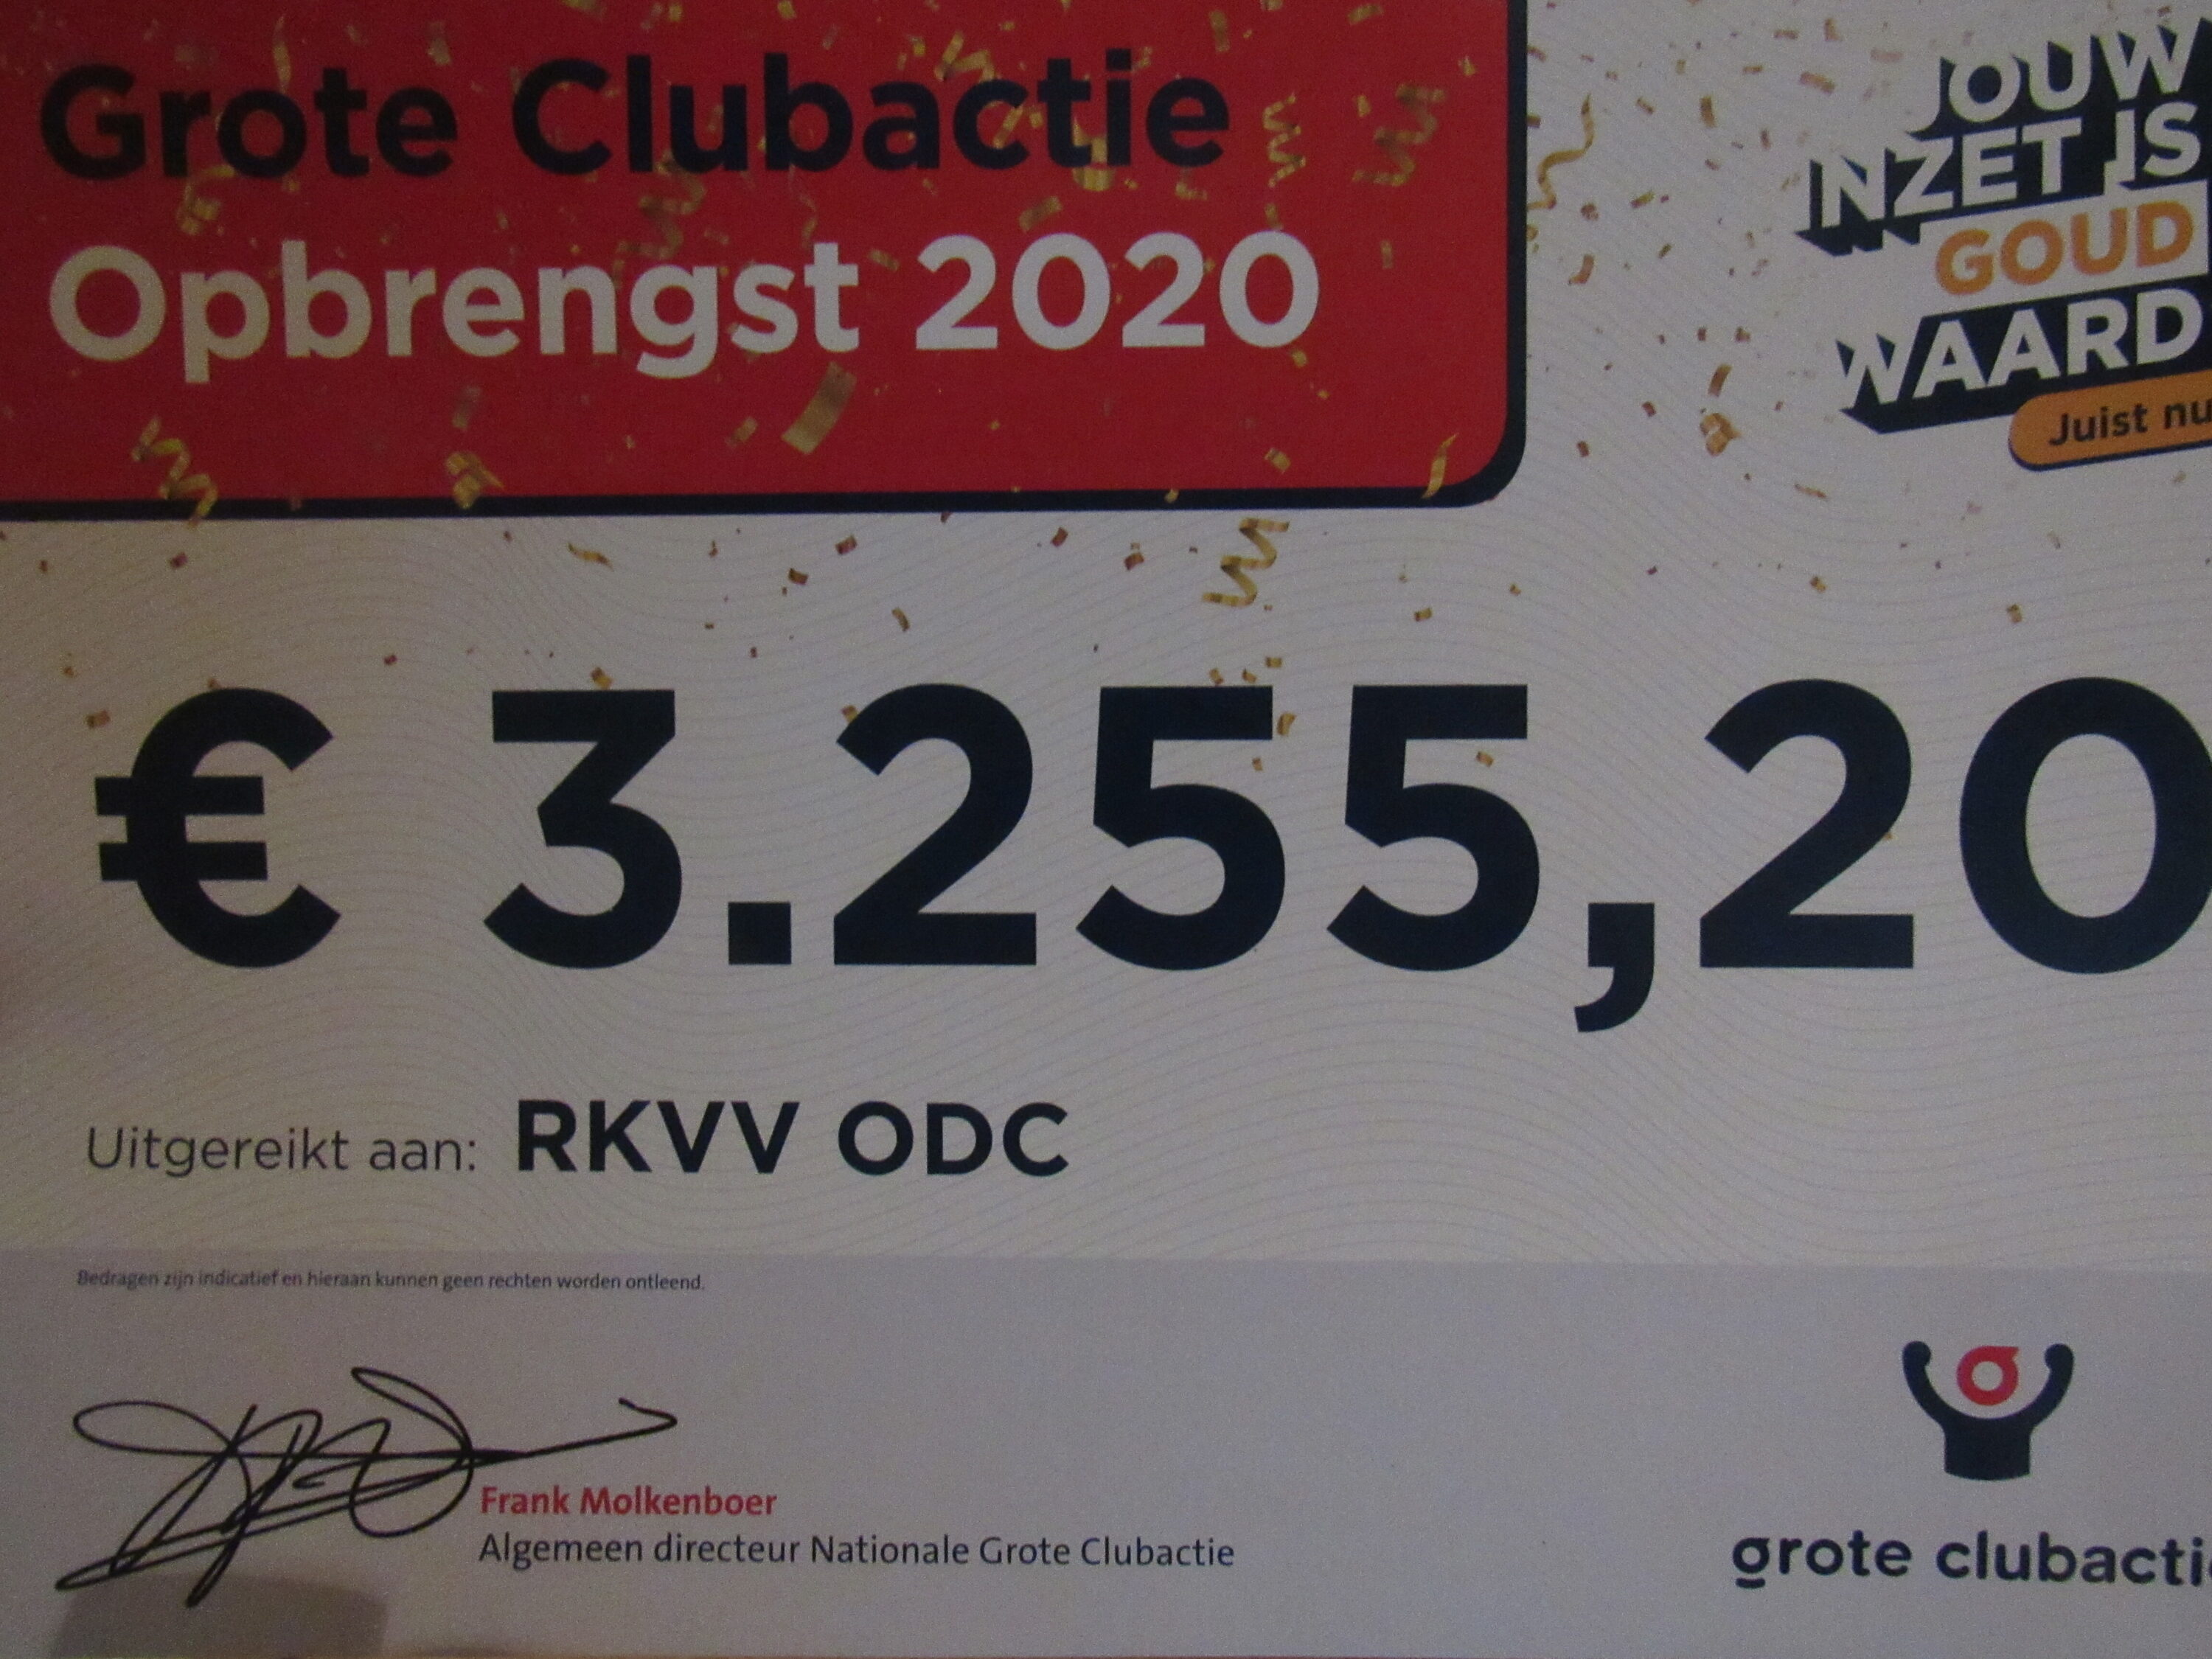 Grote Clubactie
Opbrengst 2020
JOUW
INZET IS
GOUD
WAARD
Juist nu
€ 3.255,20
Uitgereikt aan: RKVV ODC
Bedragen zijn indicatief en hieraan kunnen geen rechten worden ontleend.
Frank Molkenboer
Algemeen directeur Nationale Grote Clubactie
grote clubactie